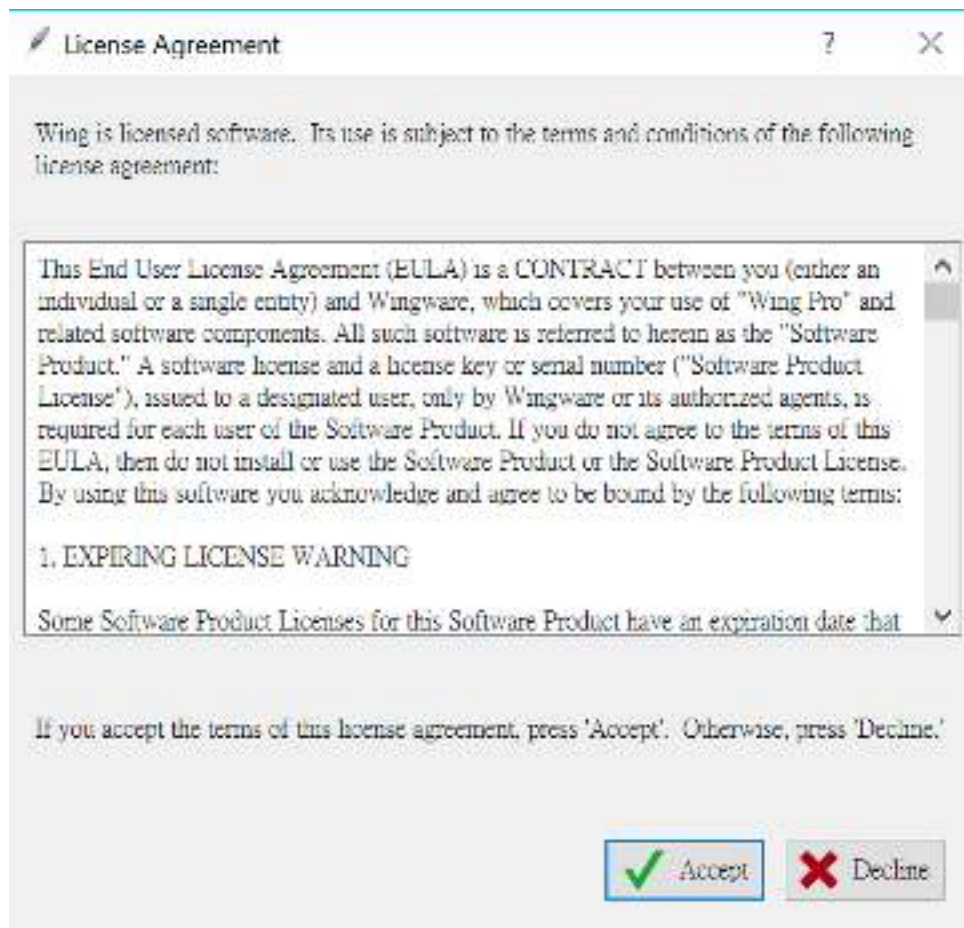 License Agreement
Wing is licensed software. Its use is subject to the terms and conditions of the following
license agreement:
This End User License Agreement (EULA) is a CONTRACT between you (either an
individual or a single entity) and Wingware, which covers your use of "Wing Pro" and
related software components. All such software is referred to herein as the "Software
Product." A software license and a license key or serial number ("Software Product
License"), issued to a designated user, only by Wingware or its authorized agents, is
required for each user of the Software Product. If you do not agree to the terms of this
EULA, then do not install or use the Software Product or the Software Product License.
By using this software you acknowledge and agree to be bound by the following terms:
1. EXPIRING LICENSE WARNING
Some Software Product Licenses for this Software Product have an expiration date that
If you accept the terms of this license agreement, press 'Accept'. Otherwise, press 'Decline.'
Accept
Decline